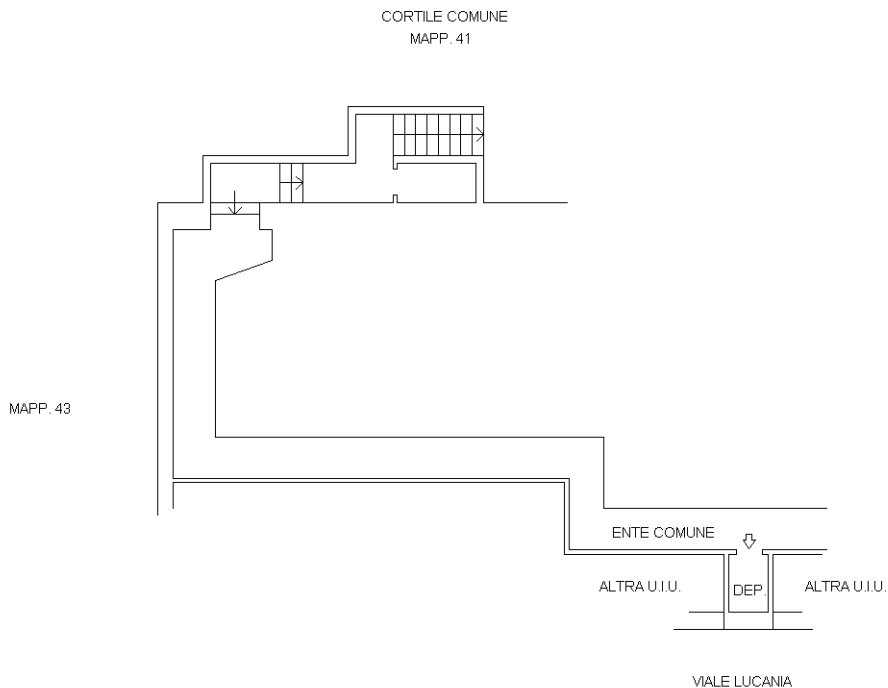 CORTILE COMUNE
MAPP. 41
MAPP. 43
ENTE COMUNE
ALTRA U.I.U.
DEP.
ALTRA U.I.U.
VIALE LUCANIA